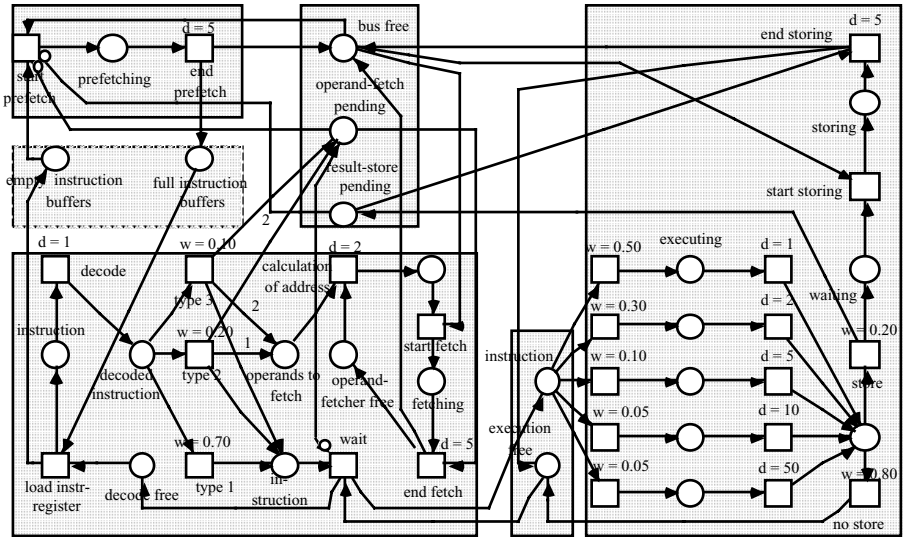 d = 5
bus free
d = 5
end storing
start
prefetch
prefetching
end
prefetch
operand-fetch
pending
storing
empty instruction
buffers
full instruction
buffers
result-store
pending
start storing
2
d = 1
decode
w = 0.10
calculation
of address
d = 2
w = 0.50
executing
d = 1
type 3
2
waiting
w = 0.30
d = 2
instruction
w = 0.20
1
start fetch
w = 0.20
decoded
instruction
type 2
operands to
fetch
operand-
fetcher free
fetching
instruction
w = 0.10
d = 5
store
w = 0.05
d = 10
execution
free
w = 0.70
wait
d = 5
w = 0.05
d = 50
w = 0.80
load instr-
register
decode free
type 1
in-
struction
end fetch
no store